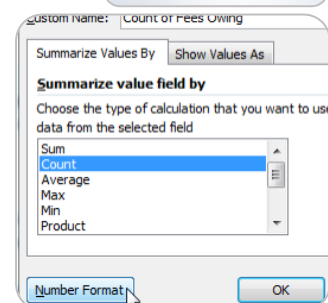 Custom Name: Count of Fees Owing
Summarize Values By Show Values As
Summarize value field by
Choose the type of calculation that you want to use
data from the selected field
Sum
Count
Average
Max
Min
Product
Number Format OK